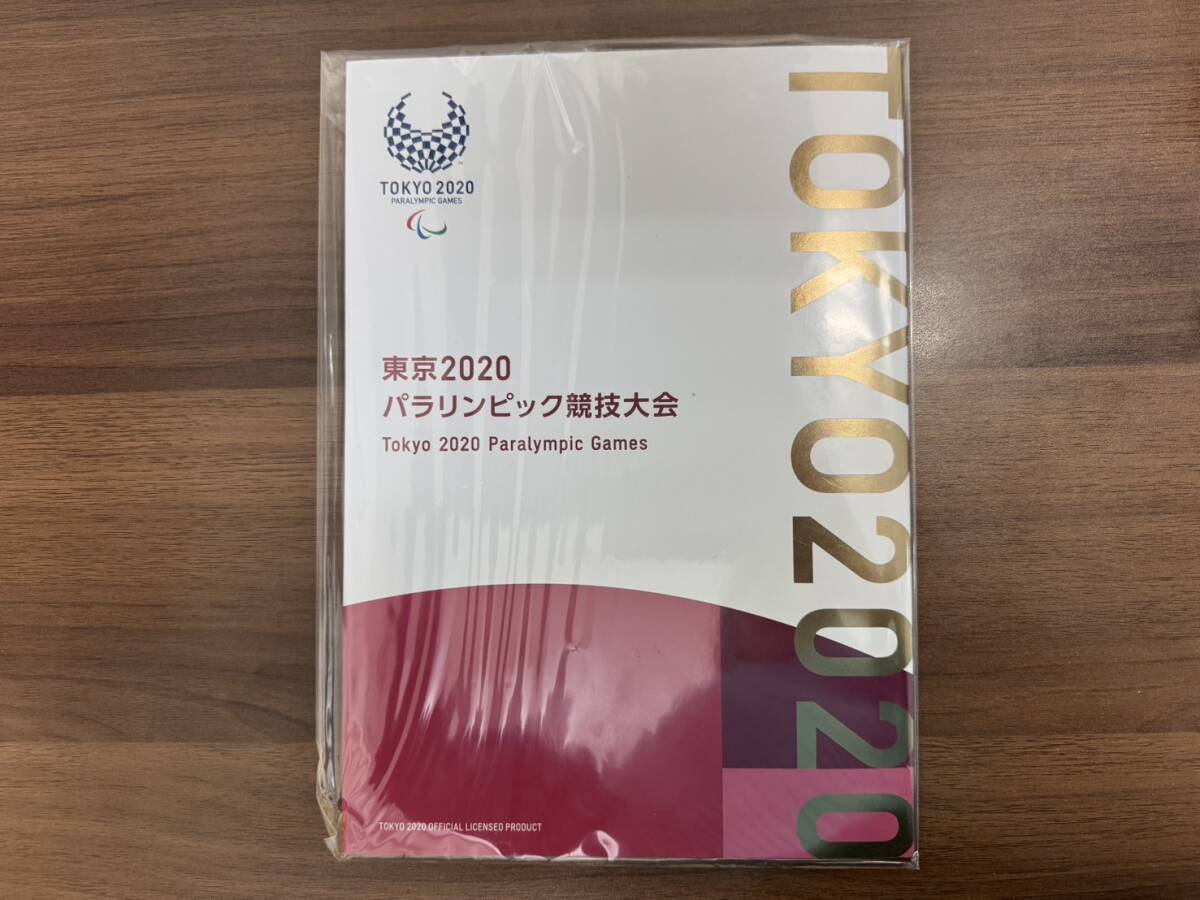 TOKYO 2020
PARALYMPIC GAMES
東京2020
パラリンピック競技大会
Tokyo 2020 Paralympic Games
TOKYO 2020 OFFICIAL LICENSED PRODUCT
TOKYO2020